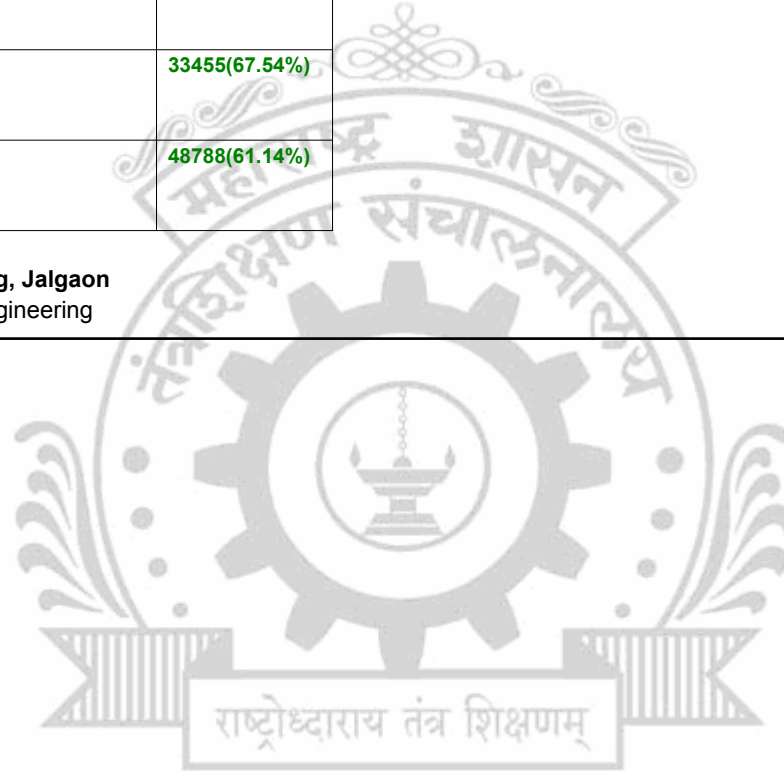 33455(67.54%)
48788(61.14%)
महाराष्ट्र शासन
तंत्रशिक्षण संचालनालय
g, Jalgaon
gineering
राष्ट्रोध्दाराय तंत्र शिक्षणम्